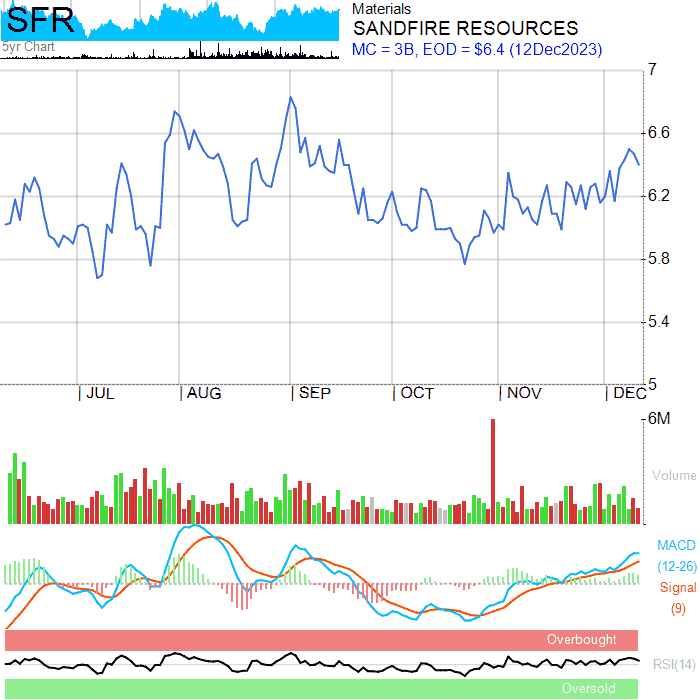 SFR
5yr Chart
Materials
SANDFIRE RESOURCES
MC = 3B, EOD = $6.4 (12Dec2023)
7
6.6
6.2
5.8
5.4
5
| JUL | AUG | SEP | OCT | NOV | DEC
6M
Volume
MACD
(12-26)
Signal
(9)
Overbought
RSI(14)
Oversold